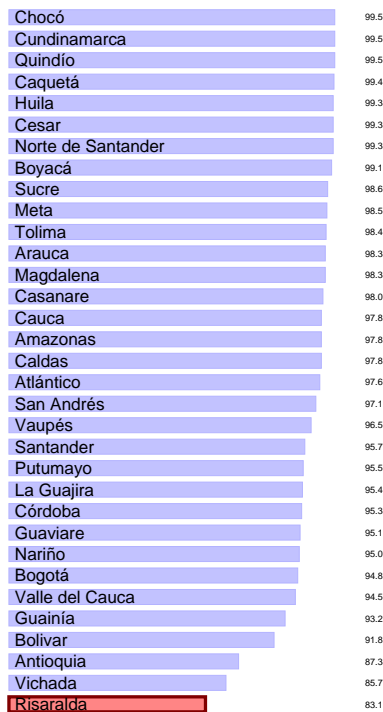 Chocó 99.5
Cundinamarca 99.5
Quindío 99.5
Caquetá 99.4
Huila 99.3
Cesar 99.3
Norte de Santander 99.3
Boyacá 99.1
Sucre 98.6
Meta 98.5
Tolima 98.4
Arauca 98.3
Magdalena 98.3
Casanare 98.0
Cauca 97.8
Amazonas 97.8
Caldas 97.8
Atlántico 97.6
San Andrés 97.1
Vaupés 96.5
Santander 95.7
Putumayo 95.5
La Guajira 95.4
Córdoba 95.3
Guaviare 95.1
Nariño 95.0
Bogotá 94.8
Valle del Cauca 94.5
Guainía 93.2
Bolivar 91.8
Antioquia 87.3
Vichada 85.7
Risaralda 83.1